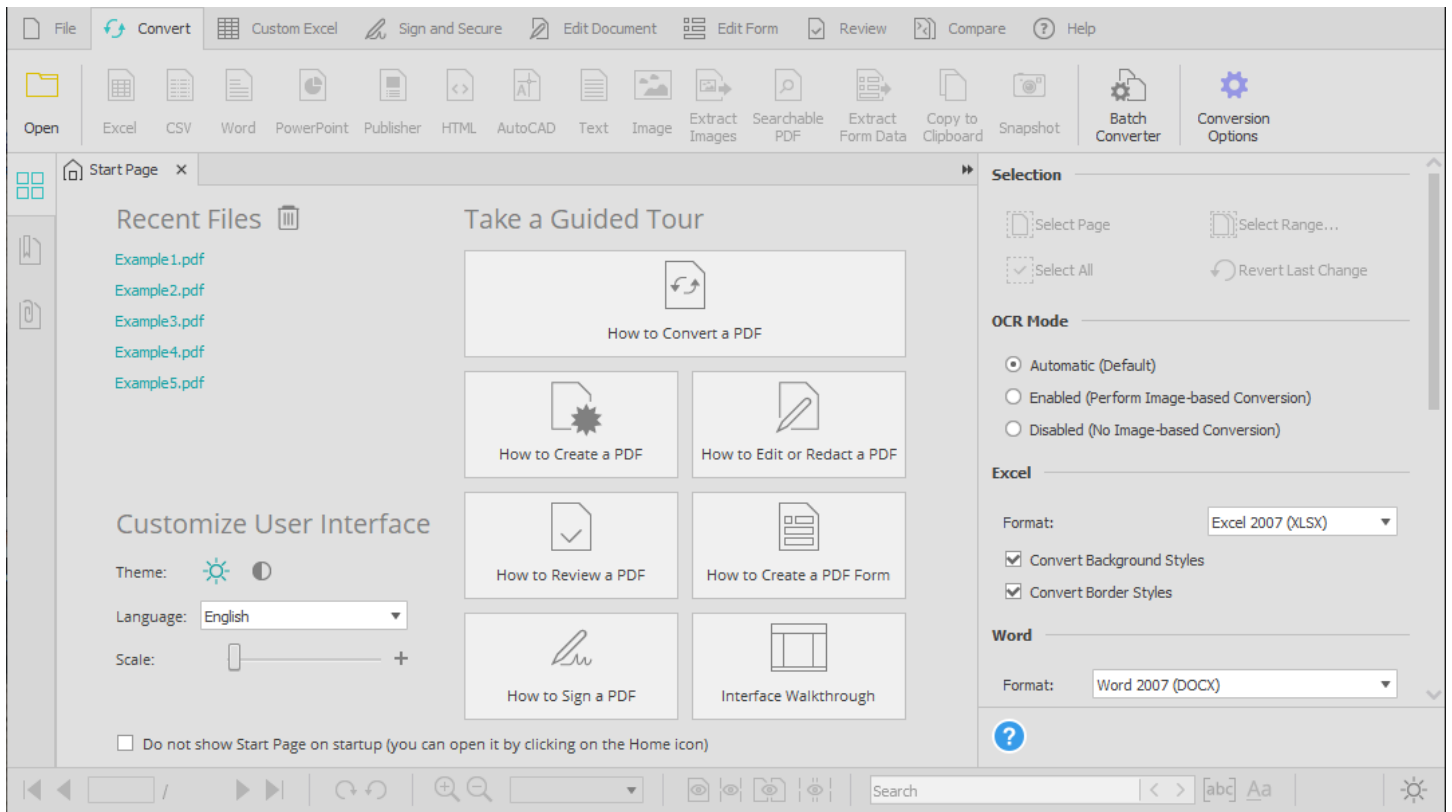 File Convert Custom Excel Sign and Secure Edit Document Edit Form Review Compare Help
Open Excel CSV Word PowerPoint Publisher HTML AutoCAD Text Image Extract Images Searchable PDF Extract Form Data Copy to Clipboard Snapshot Batch Converter Conversion Options
Start Page
Recent Files
Example1.pdf
Example2.pdf
Example3.pdf
Example4.pdf
Example5.pdf
Customize User Interface
Theme:
Language: English
Scale:
Take a Guided Tour
How to Convert a PDF
How to Create a PDF
How to Edit or Redact a PDF
How to Review a PDF
How to Create a PDF Form
How to Sign a PDF
Interface Walkthrough
Do not show Start Page on startup (you can open it by clicking on the Home icon)
Selection
Select Page
Select Range...
Select All
Revert Last Change
OCR Mode
Automatic (Default)
Enabled (Perform Image-based Conversion)
Disabled (No Image-based Conversion)
Excel
Format: Excel 2007 (XLSX)
Convert Background Styles
Convert Border Styles
Word
Format: Word 2007 (DOCX)
/
Search
[abc] Aa